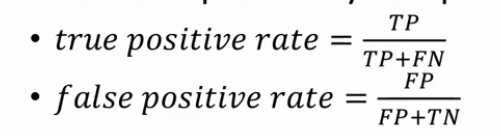 • true positive rate = TP/TP+FN
• false positive rate = FP/FP+TN